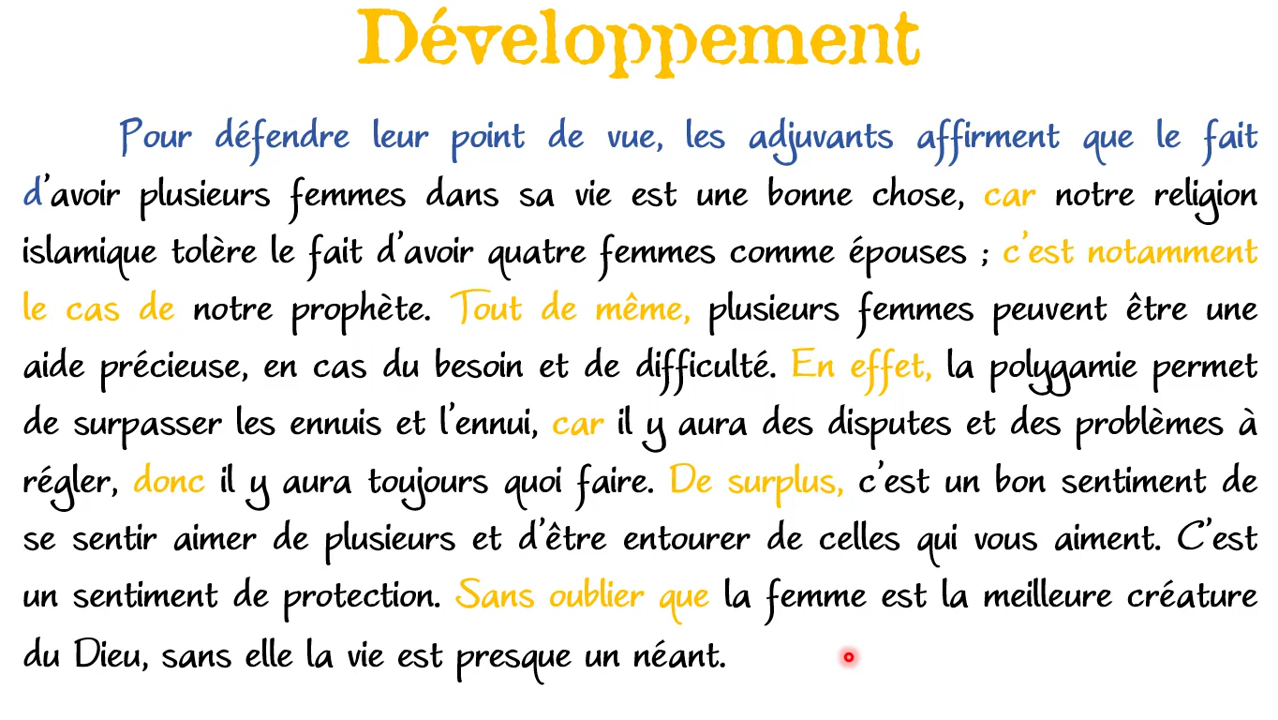 Développement
Pour défendre leur point de vue, les adjuvants affirment que le fait
d'avoir plusieurs femmes dans sa vie est une bonne chose, car notre religion
islamique tolère le fait d'avoir quatre femmes comme épouses ; c'est notamment
le cas de notre prophète. Tout de même, plusieurs femmes peuvent être une
aide précieuse, en cas du besoin et de difficulté. En effet, la polygamie permet
de surpasser les ennuis et l'ennui, car il y aura des disputes et des problèmes à
régler, donc il y aura toujours quoi faire. De surplus, c'est un bon sentiment de
se sentir aimer de plusieurs et d'être entourer de celles qui vous aiment. C'est
un sentiment de protection. Sans oublier que la femme est la meilleure créature
du Dieu, sans elle la vie est presque un néant.